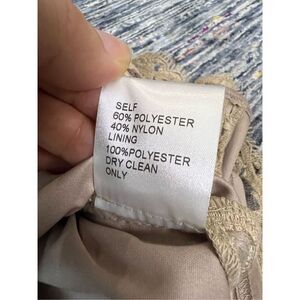 SELF
60% POLYESTER
40% NYLON
LINING
100%POLYESTER
DRY CLEAN
ONLY